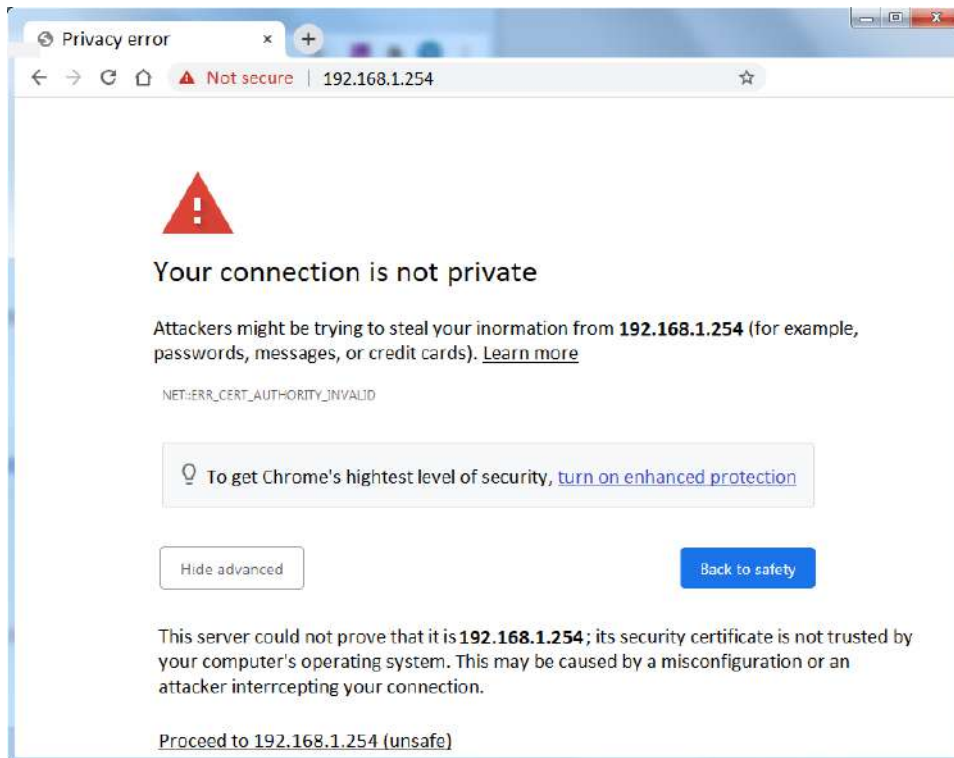 Privacy error
Not secure | 192.168.1.254
Your connection is not private
Attackers might be trying to steal your inormation from 192.168.1.254 (for example,
passwords, messages, or credit cards). Learn more
NET::ERR_CERT_AUTHORITY_INVALID
To get Chrome's hightest level of security, turn on enhanced protection
Hide advanced
Back to safety
This server could not prove that it is 192.168.1.254; its security certificate is not trusted by
your computer's operating system. This may be caused by a misconfiguration or an
attacker interrcepting your connection.
Proceed to 192.168.1.254 (unsafe)